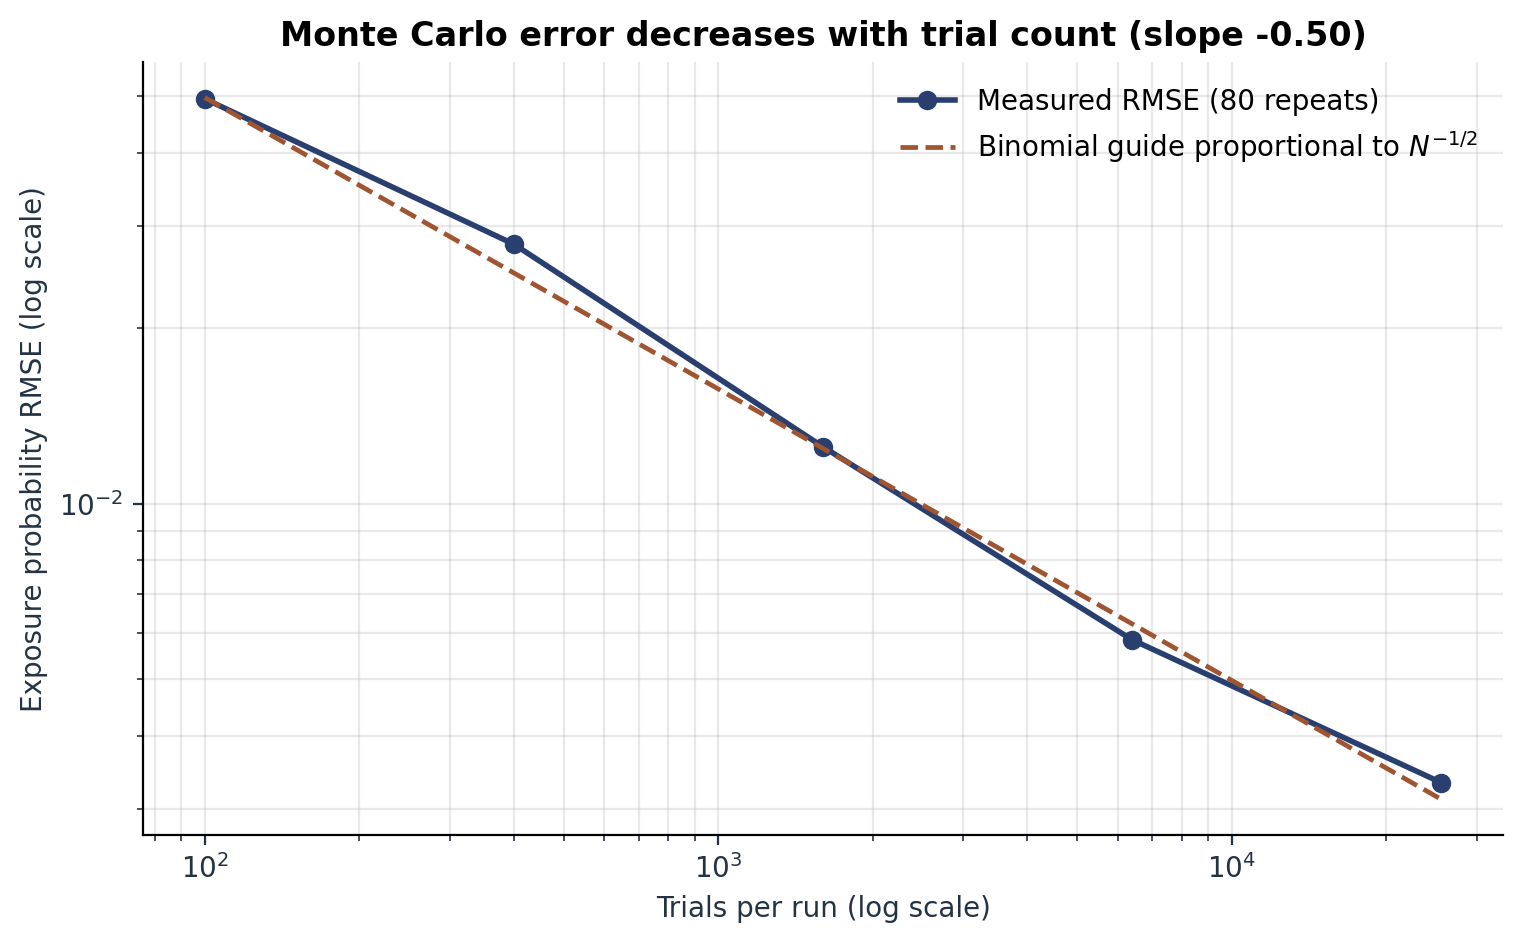 Monte Carlo error decreases with trial count (slope -0.50)
Measured RMSE (80 repeats)
Binomial guide proportional to N^{-1/2}
Exposure probability RMSE (log scale)
10^{-2}
10^2 10^3 10^4
Trials per run (log scale)